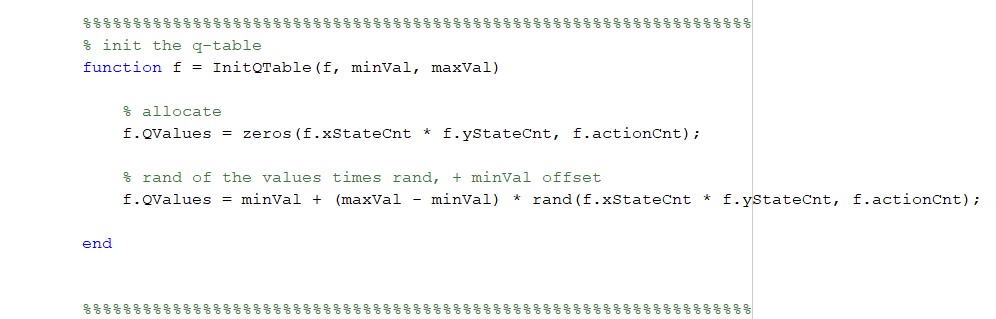 %%%%%%%%%%%%%%%%%%%%%%%%%%%%%%%%%%%%%%%%%%%%%%%%%%%%%%%%%%%%%%%%%%%
% init the q-table
function f = InitQTable(f, minVal, maxVal)
% allocate
f.QValues = zeros(f.xStateCnt * f.yStateCnt, f.actionCnt);
% rand of the values times rand, + minVal offset
f.QValues = minVal + (maxVal - minVal) * rand(f.xStateCnt * f.yStateCnt, f.actionCnt);
end
%%%%%%%%%%%%%%%%%%%%%%%%%%%%%%%%%%%%%%%%%%%%%%%%%%%%%%%%%%%%%%%%%%%